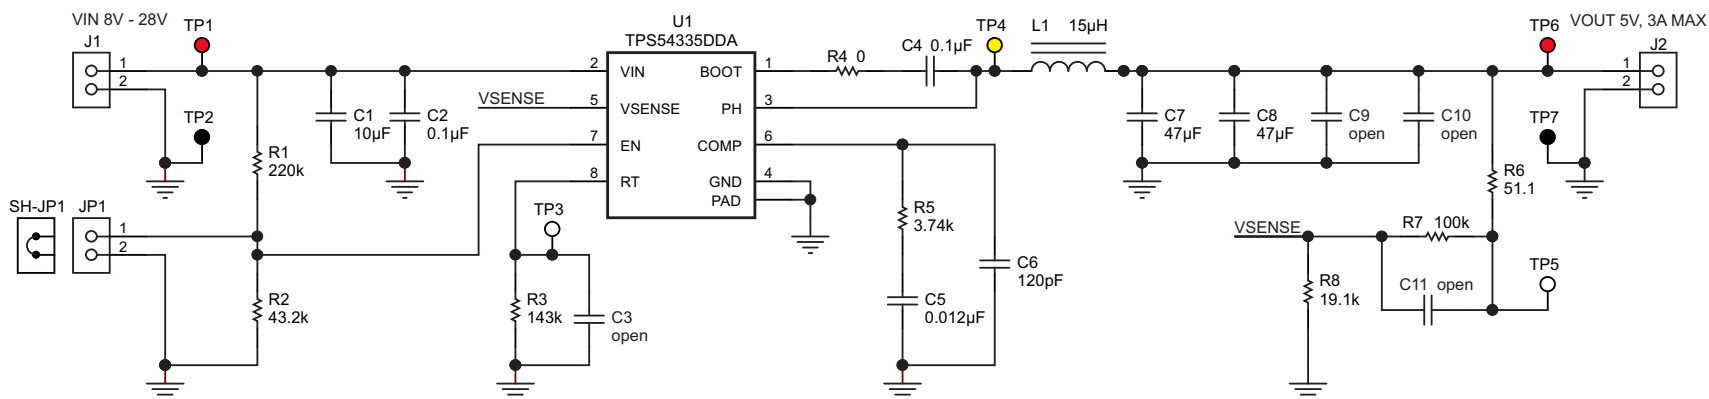 VIN 8V - 28V
J1
1
2
TP1
TP2
SH-JP1
JP1
1
2
R1
220k
R2
43.2k
C1
10µF
C2
0.1µF
VSENSE
U1
TPS54335DDA
2
VIN
5
VSENSE
7
EN
8
RT
BOOT
1
PH
3
COMP
6
GND
4
PAD
TP3
R3
143k
C3
open
R4 0
C4 0.1µF
TP4
L1 15µH
R5
3.74k
C5
0.012µF
C6
120pF
C7
47µF
C8
47µF
C9
open
C10
open
TP6
VOUT 5V, 3A MAX
J2
1
2
TP7
R6
51.1
VSENSE
R7 100k
R8
19.1k
C11 open
TP5